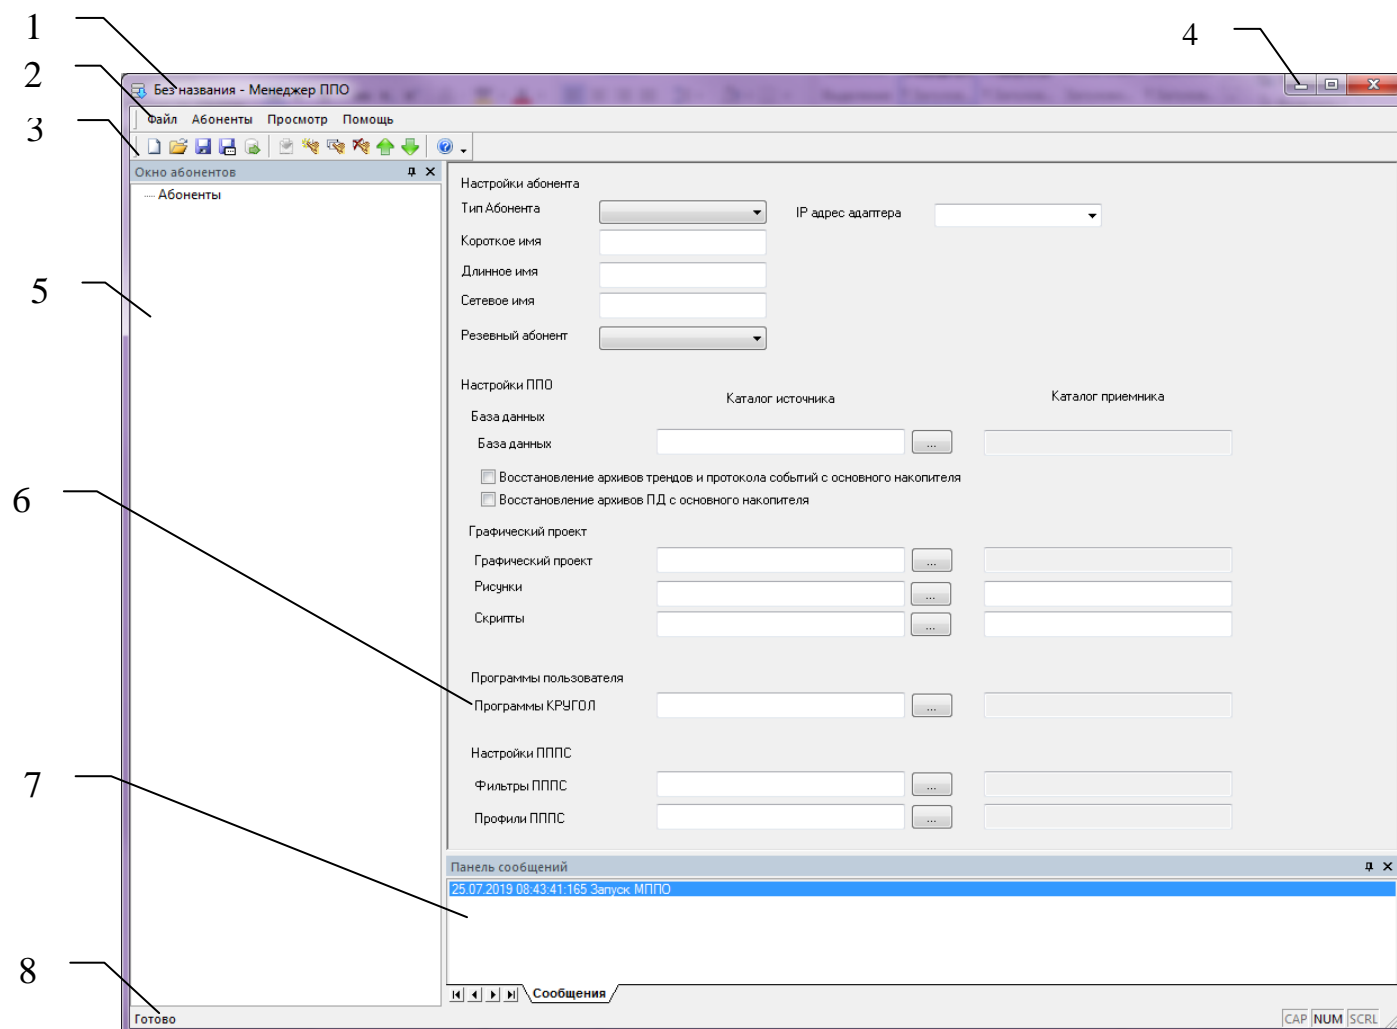 1
4
2
Без названия - Менеджер ППО
Файл Абоненты Просмотр Помощь
3
Окно абонентов
Абоненты
Настройки абонента
Тип Абонента
IP адрес адаптера
Короткое имя
Длинное имя
Сетевое имя
Резевный абонент
5
Настройки ППО
Каталог источника
Каталог приемника
База данных
База данных
...
Восстановление архивов трендов и протокола событий с основного накопителя
Восстановление архивов ПД с основного накопителя
6
Графический проект
Графический проект
...
Рисунки
...
Скрипты
...
Программы пользователя
Программы КРУГОЛ
...
Настройки ПППС
7
Фильтры ПППС
...
Профили ПППС
...
Панель сообщений
25.07.2019 08:43:41:165 Запуск МППО
8
Сообщения
Готово
CAP NUM SCRL